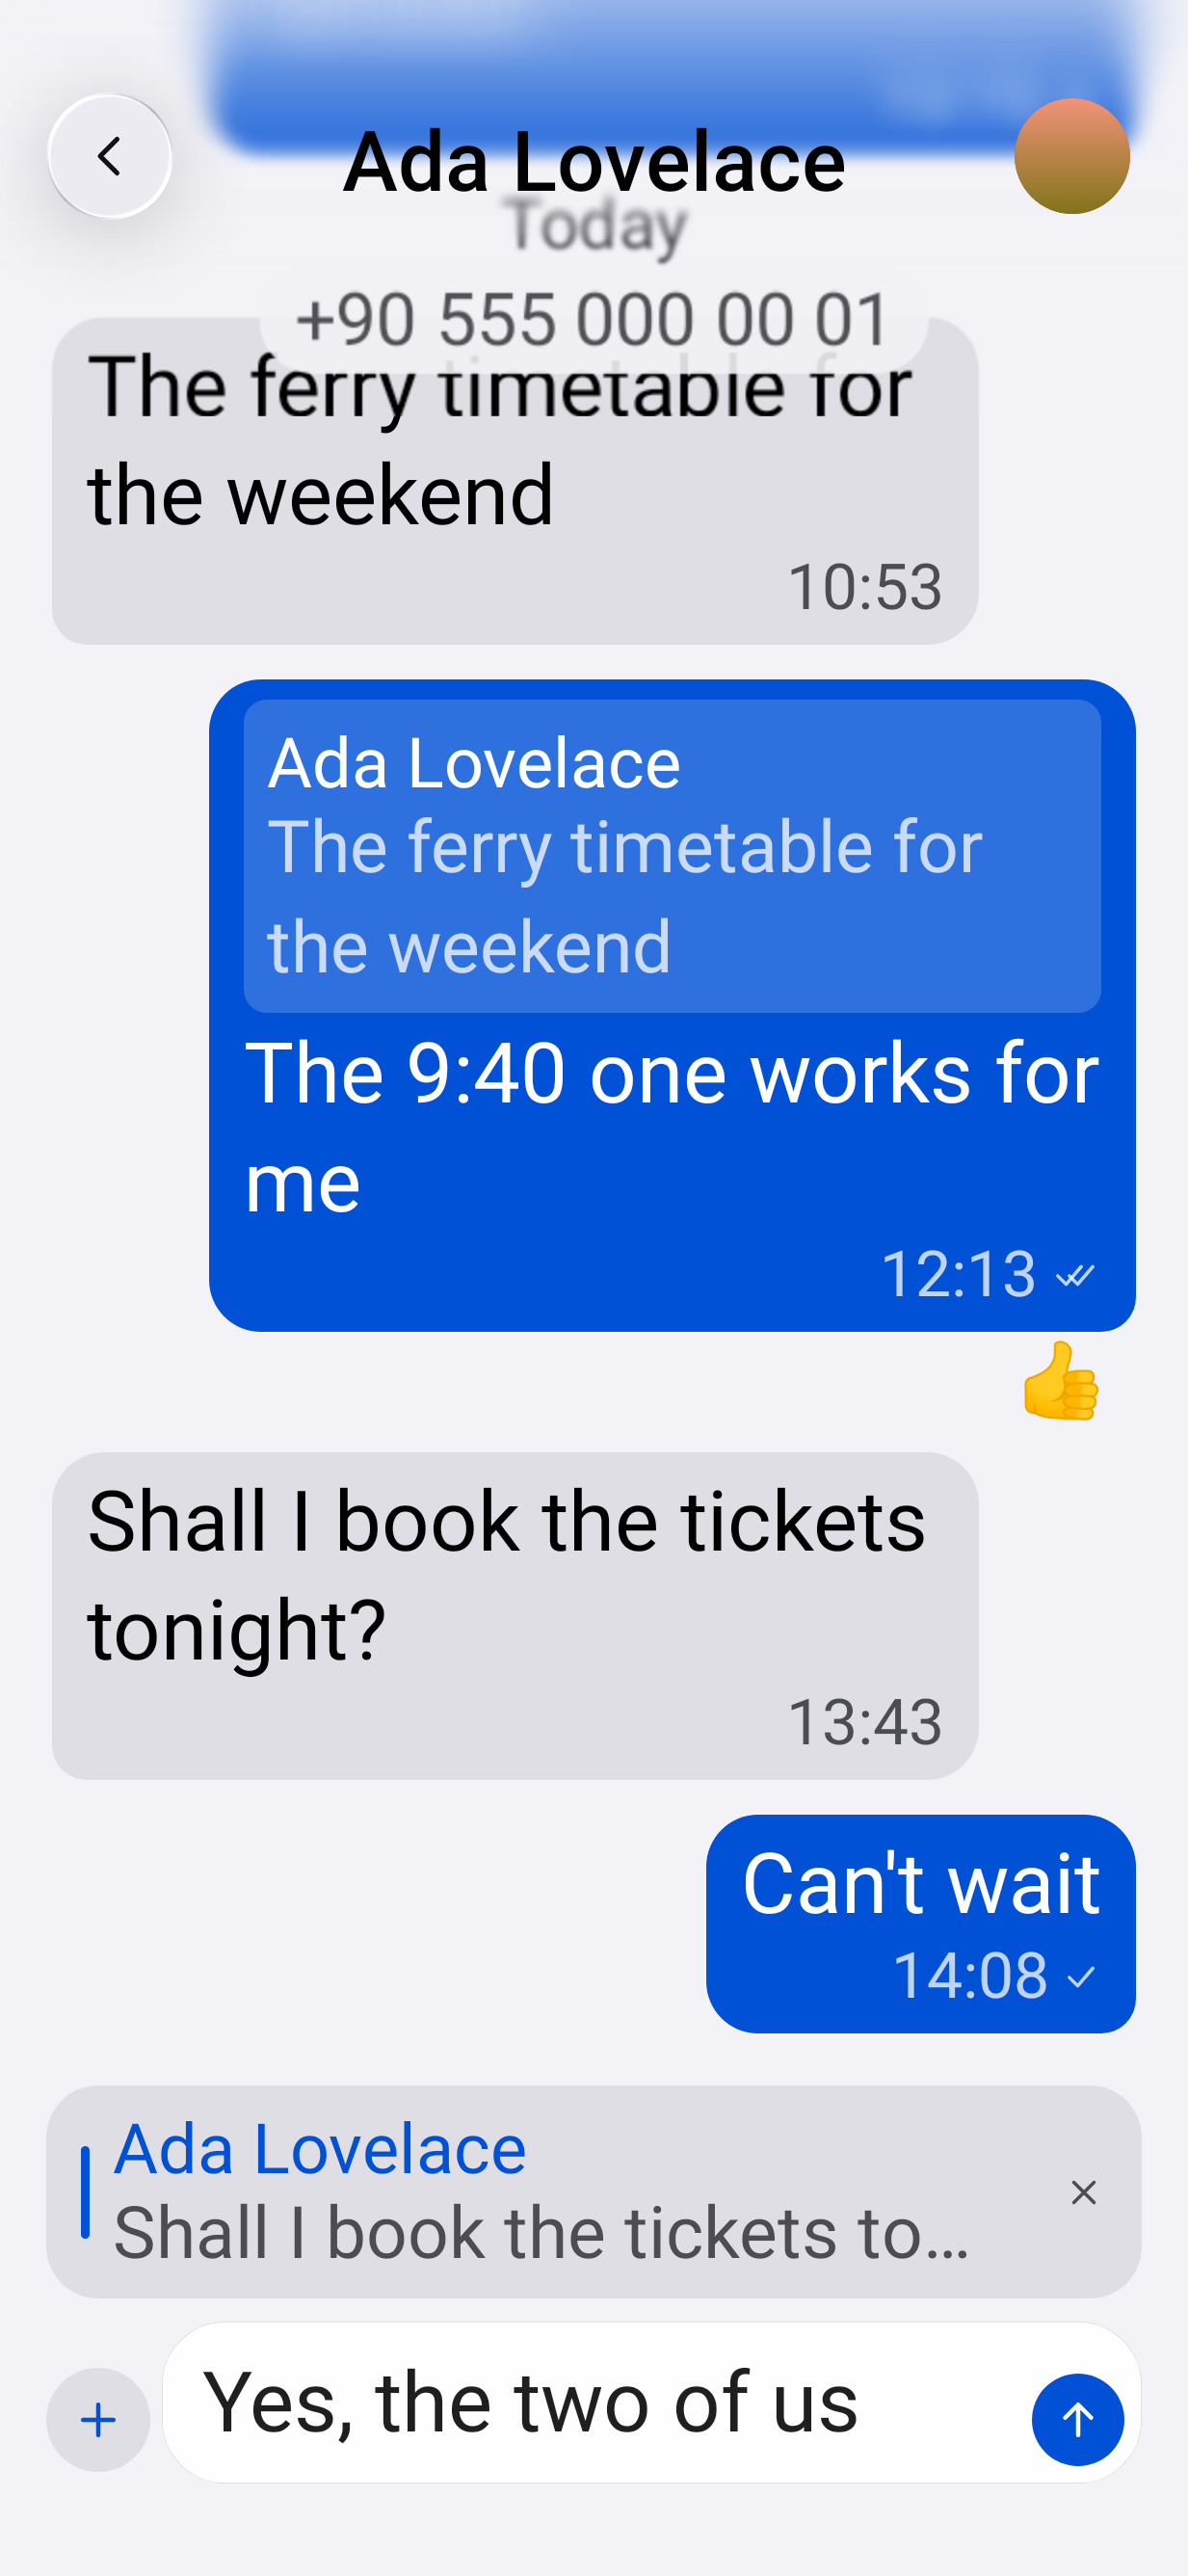 Ada Lovelace
Today
+90 555 000 00 01
The ferry timetable for
the weekend
10:53
Ada Lovelace
The ferry timetable for
the weekend
The 9:40 one works for
me
12:13
Shall I book the tickets
tonight?
13:43
Can't wait
14:08
Ada Lovelace
Shall I book the tickets to…
Yes, the two of us